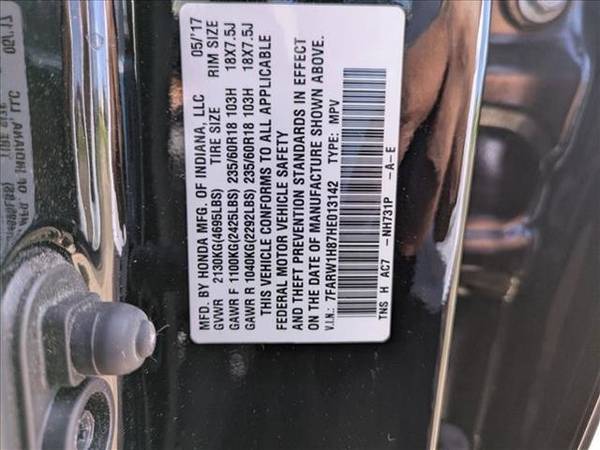 MFD. BY HONDA MFG. OF INDIANA, LLC 05/'17
GVWR 2130KG(4695LBS) TIRE SIZE RIM SIZE
GAWR F 1100KG(2425LBS) 235/60R18 103H 18X7.5J
GAWR R 1040KG(2292LBS) 235/60R18 103H 18X7.5J
THIS VEHICLE CONFORMS TO ALL APPLICABLE
FEDERAL MOTOR VEHICLE SAFETY
AND THEFT PREVENTION STANDARDS IN EFFECT
ON THE DATE OF MANUFACTURE SHOWN ABOVE.
V.I.N.: 7FARW1H87HE013142 TYPE: MPV
TNS H AC7 -NH731P -A-E